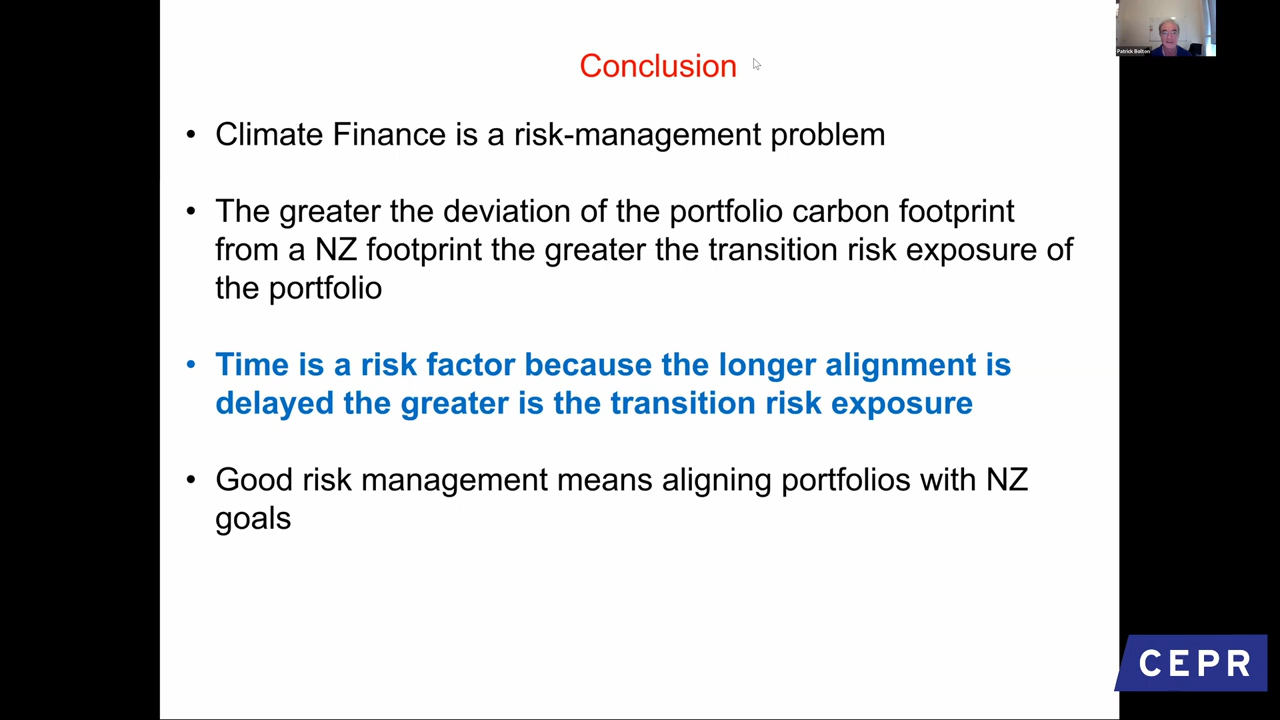 Patrick Bolton
Conclusion
• Climate Finance is a risk-management problem
• The greater the deviation of the portfolio carbon footprint
from a NZ footprint the greater the transition risk exposure of
the portfolio
• Time is a risk factor because the longer alignment is
delayed the greater is the transition risk exposure
• Good risk management means aligning portfolios with NZ
goals
CEPR